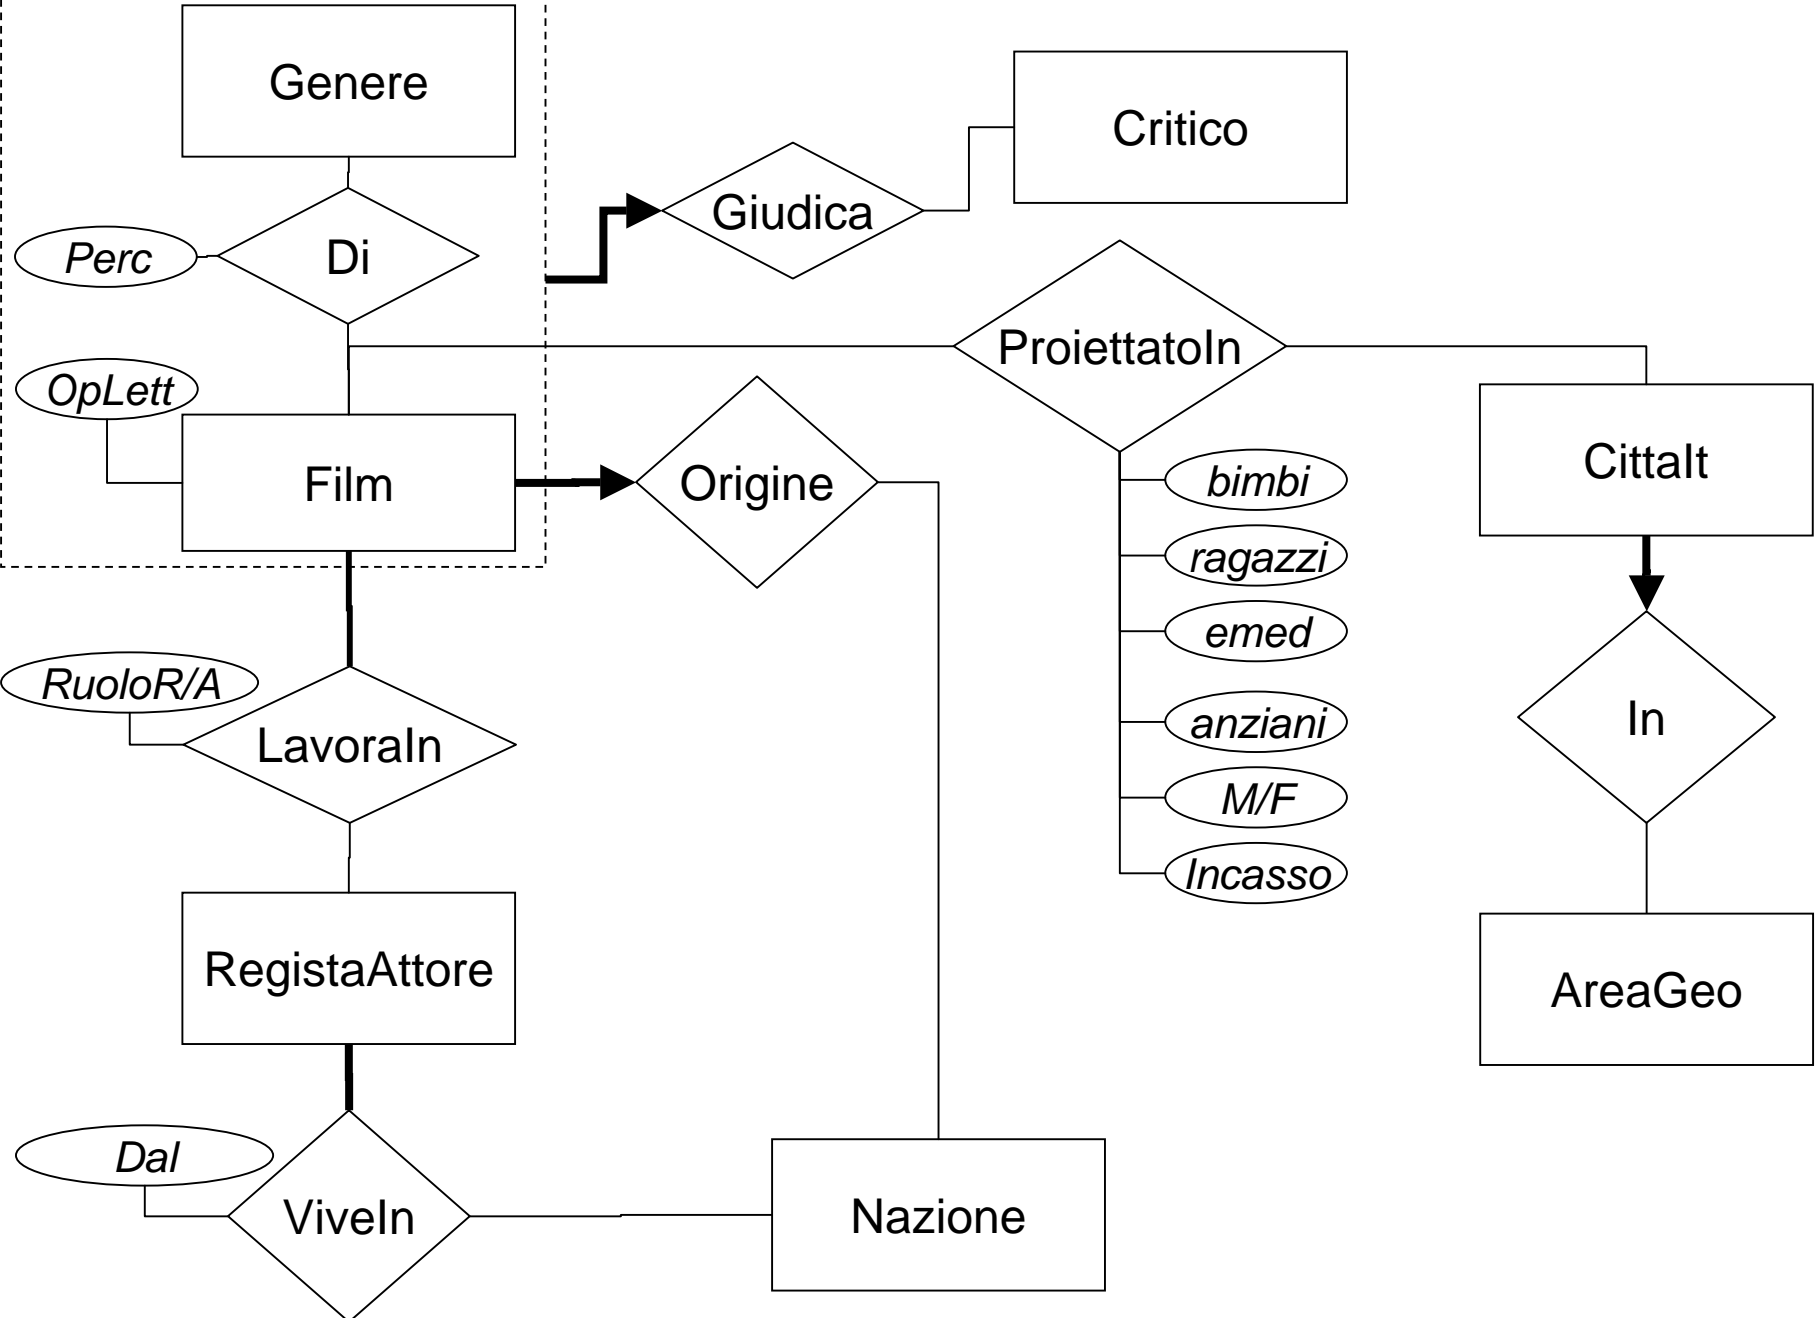 Genere
Critico
Giudica
Perc
Di
ProiettatoIn
OpLett
Film
Origine
CittaIt
bimbi
ragazzi
emed
anziani
M/F
Incasso
In
RuoloR/A
LavoraIn
RegistaAttore
AreaGeo
Dal
ViveIn
Nazione